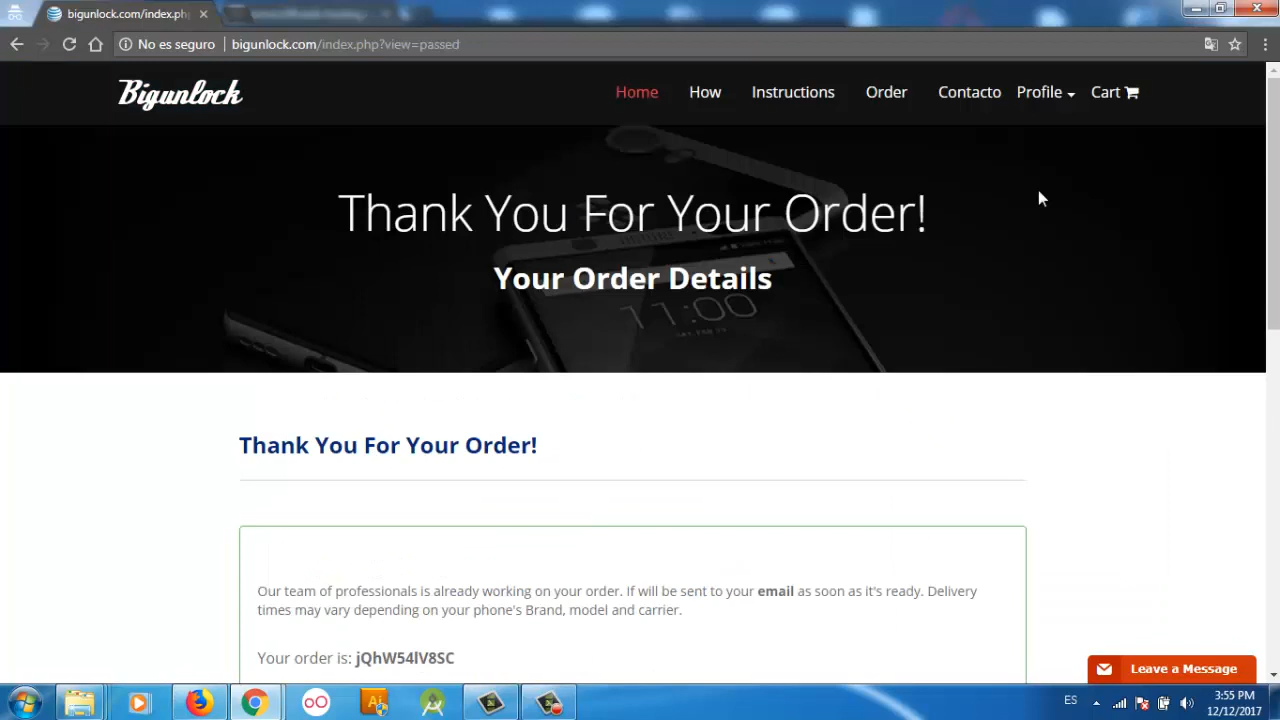 bigunlock.com/index.php
No es seguro bigunlock.com/index.php?view=passed
Bigunlock
Home How Instructions Order Contacto Profile Cart
Thank You For Your Order!
Your Order Details
11:00
Thank You For Your Order!
Our team of professionals is already working on your order. If will be sent to your email as soon as it's ready. Delivery
times may vary depending on your phone's Brand, model and carrier.
Your order is: jQhW54lV8SC
Leave a Message
ES
3:55 PM
12/12/2017